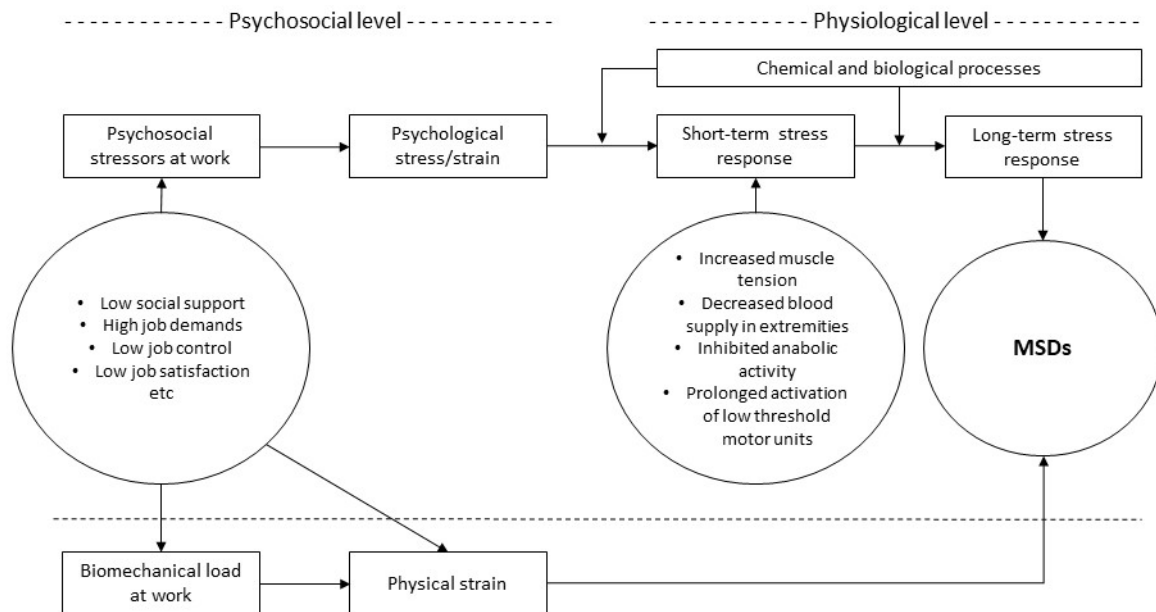 Psychosocial level
Physiological level
Chemical and biological processes
Psychosocial
stressors at work
Psychological
stress/strain
Short-term stress
response
Long-term stress
response
• Low social support
• High job demands
• Low job control
• Low job satisfaction
etc
• Increased muscle
tension
• Decreased blood
supply in extremities
• Inhibited anabolic
activity
• Prolonged activation
of low threshold
motor units
MSDs
Biomechanical load
at work
Physical strain